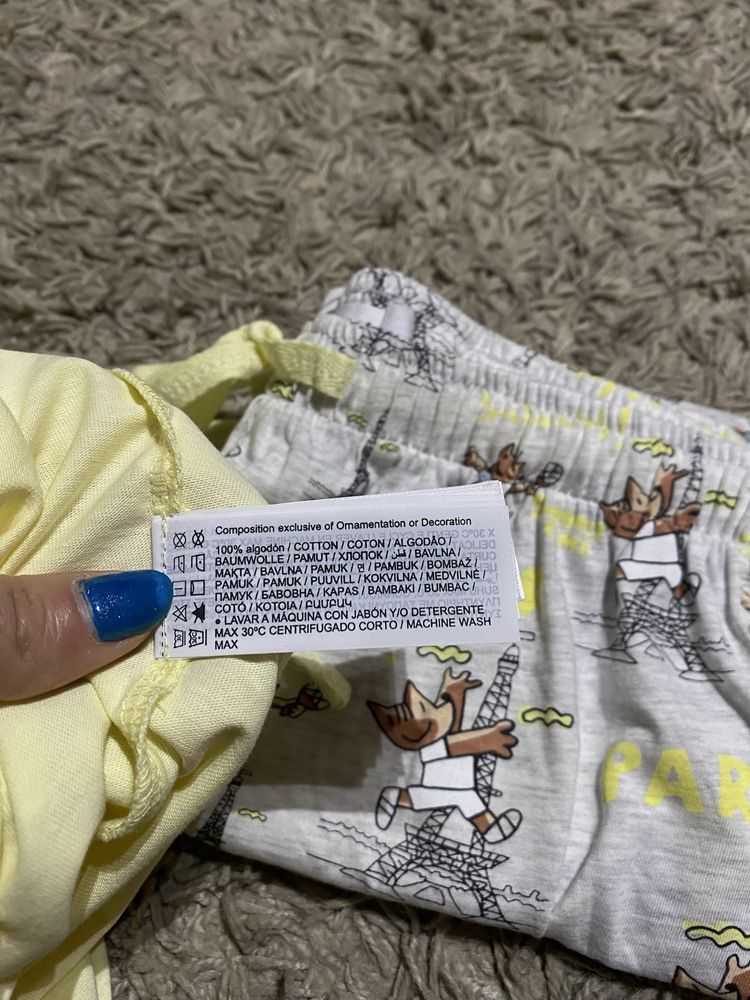 Composition exclusive of Ornamentation or Decoration
100% algodón / COTTON / COTON / ALGODÃO /
BAUMWOLLE / PAMUT / ХЛОПОК / قطن / BAVLNA /
ΜΑΚΤΑ / BAVLNA / PAMUK / 면 / PAMBUK / BOMBAŽ /
PAMUK / PAMUK / PUUVILL / KOKVILNA / MEDVILNĖ /
ПАМУК / БАВОВНА / KAPAS / BAMBAKI / BUMBAC /
COTÓ / KOTOIA / ԲԱՄԲԱԿ
• LAVAR A MÁQUINA CON JABÓN Y/O DETERGENTE
MAX 30ºC CENTRIFUGADO CORTO / MACHINE WASH
MAX
PAR